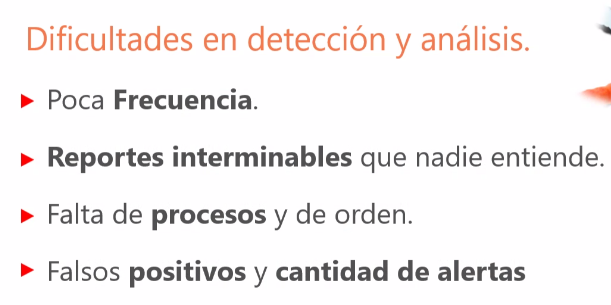 Dificultades en detección y análisis.
Poca Frecuencia.
Reportes interminables que nadie entiende.
Falta de procesos y de orden.
Falsos positivos y cantidad de alertas